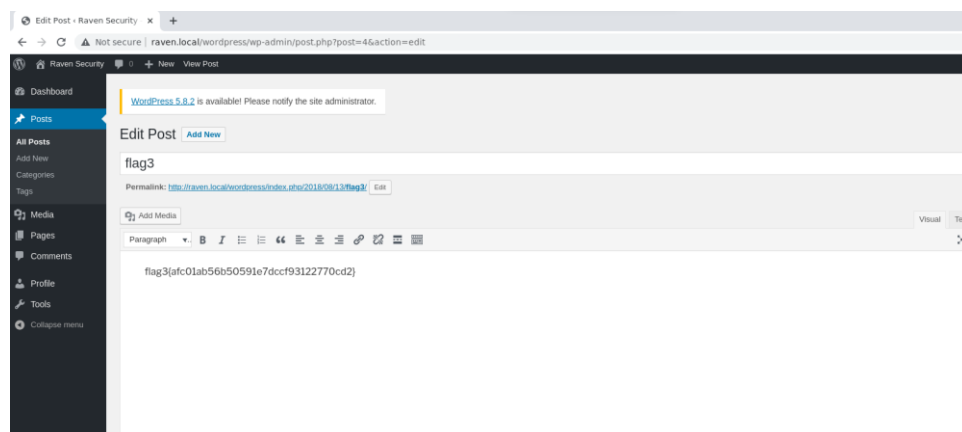 Edit Post ‹ Raven Security × +
Not secure | raven.local/wordpress/wp-admin/post.php?post=4&action=edit
Raven Security 0 + New View Post
Dashboard
Posts
All Posts
Add New
Categories
Tags
Media
Pages
Comments
Profile
Tools
Collapse menu
WordPress 5.8.2 is available! Please notify the site administrator.
Edit Post Add New
flag3
Permalink: http://raven.local/wordpress/index.php/2018/08/13/flag3/ Edit
Add Media
Visual Te
Paragraph B I
flag3{afc01ab56b50591e7dccf93122770cd2}